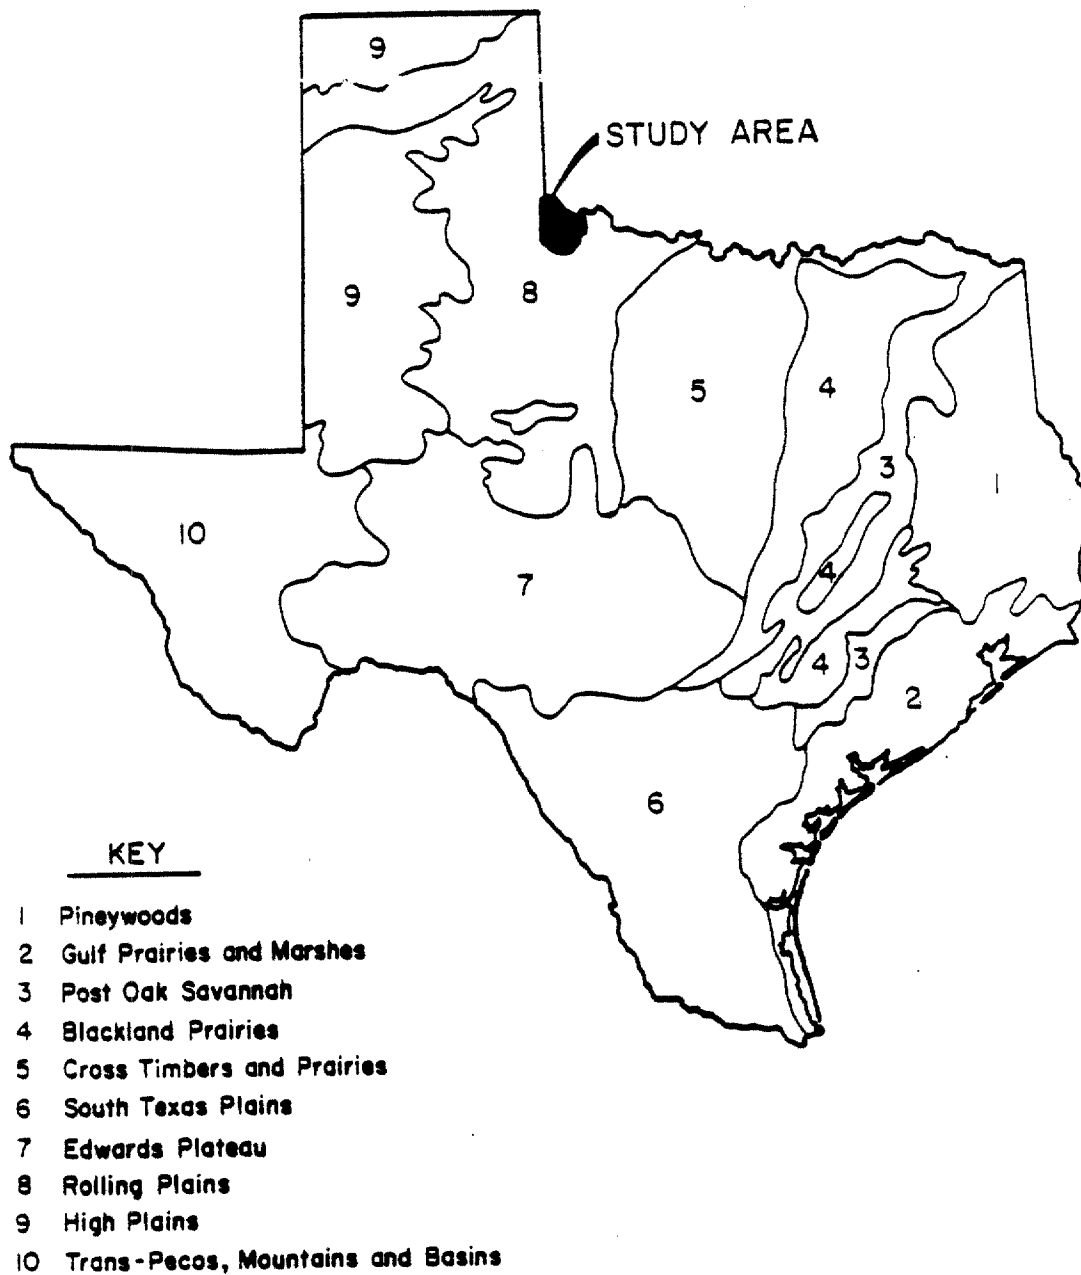 9
STUDY AREA
9
8
5
4
3
1
10
7
4
4
3
2
6
KEY
1 Pineywoods
2 Gulf Prairies and Marshes
3 Post Oak Savannah
4 Blackland Prairies
5 Cross Timbers and Prairies
6 South Texas Plains
7 Edwards Plateau
8 Rolling Plains
9 High Plains
10 Trans-Pecos, Mountains and Basins